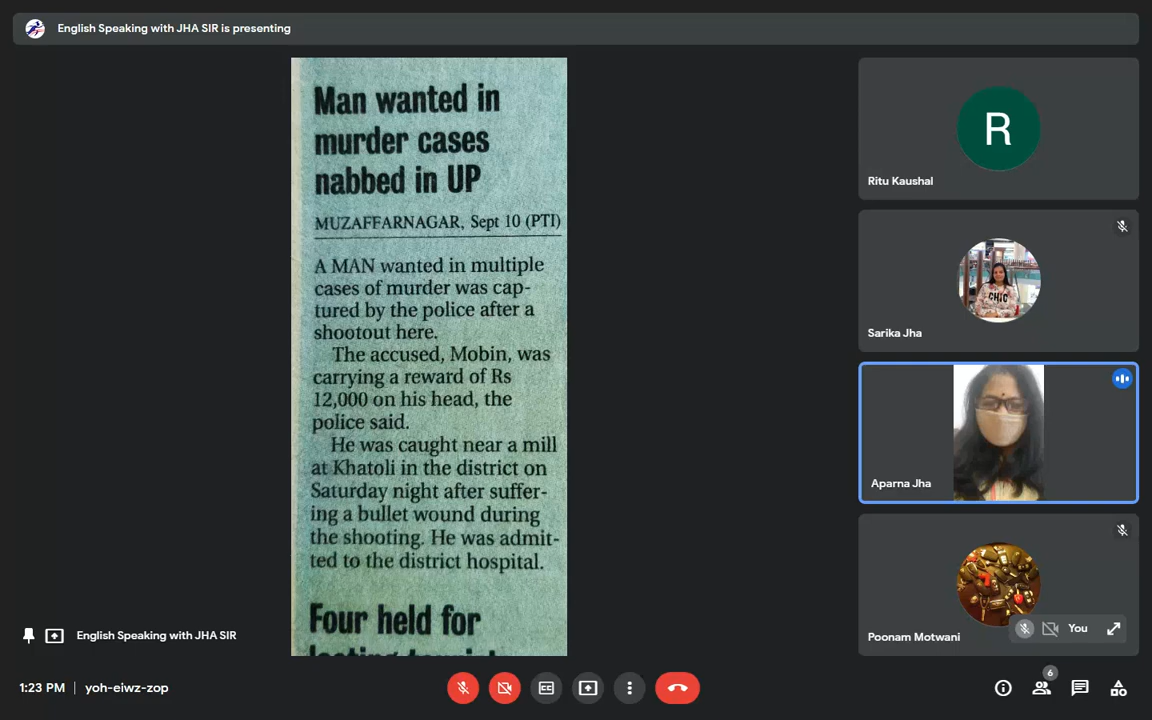 English Speaking with JHA SIR is presenting
Man wanted in
murder cases
nabbed in UP
MUZAFFARNAGAR, Sept 10 (PTI)
A MAN wanted in multiple
cases of murder was cap-
tured by the police after a
shootout here.
The accused, Mobin, was
carrying a reward of Rs
12,000 on his head, the
police said.
He was caught near a mill
at Khatoli in the district on
Saturday night after suffer-
ing a bullet wound during
the shooting. He was admit-
ted to the district hospital.
Four held for
R
Ritu Kaushal
CHIC
Sarika Jha
Aparna Jha
Poonam Motwani
You
English Speaking with JHA SIR
1:23 PM | yoh-eiwz-zop
CC
6